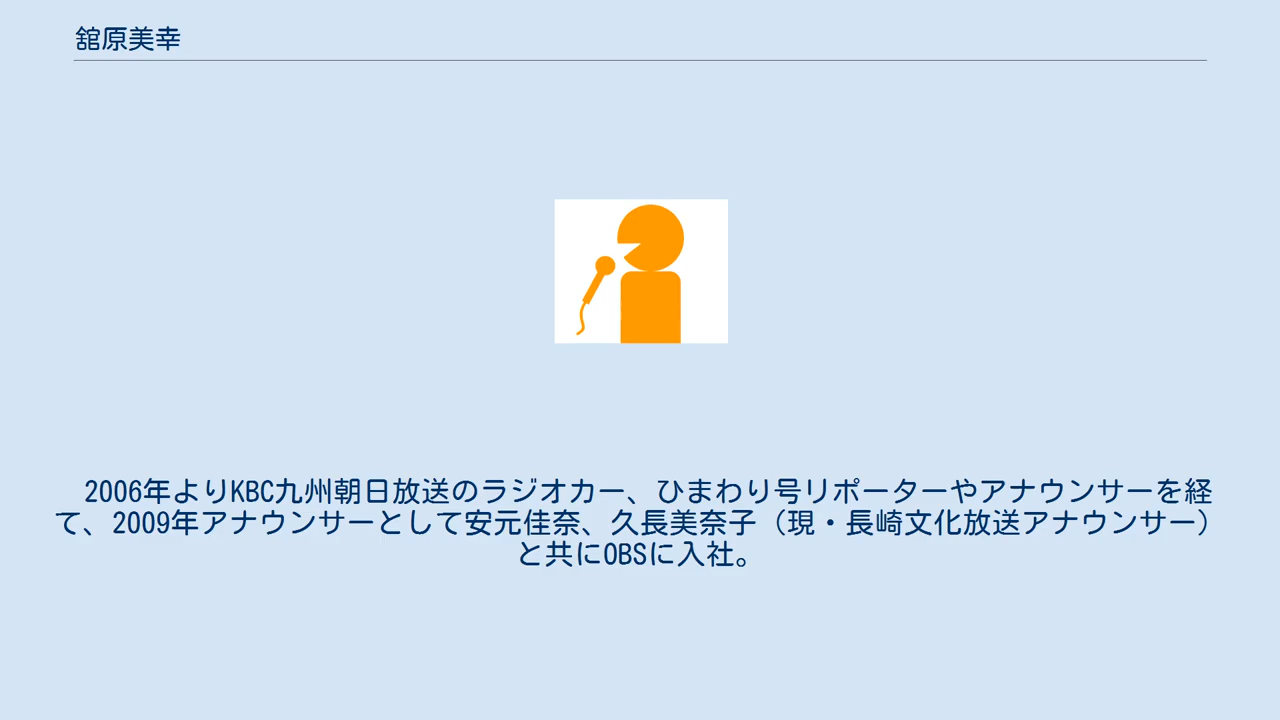 舘原美幸
2006年よりKBC九州朝日放送のラジオカー、ひまわり号リポーターやアナウンサーを経
て、2009年アナウンサーとして安元佳奈、久長美奈子（現・長崎文化放送アナウンサー）
と共にOBSに入社。